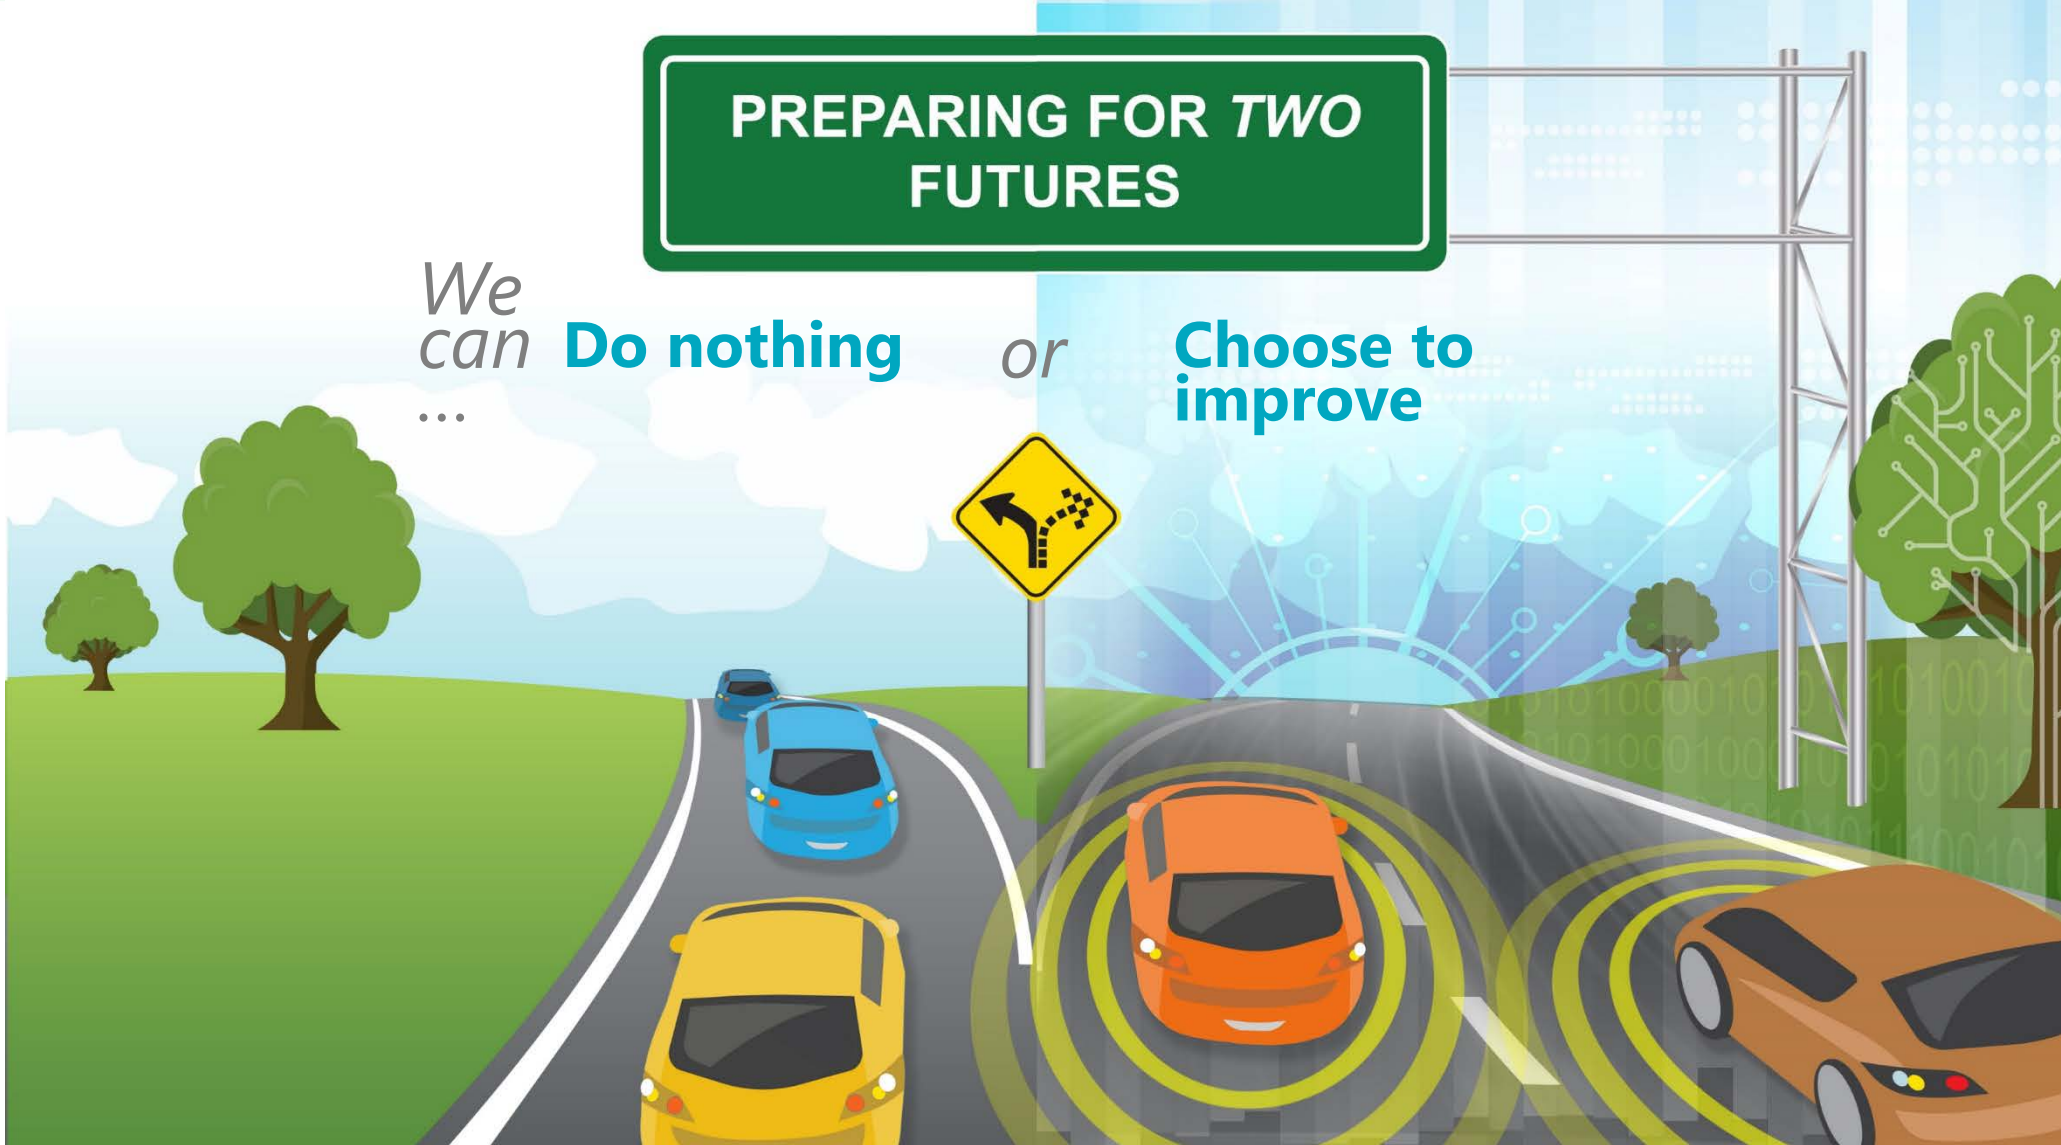 PREPARING FOR TWO
FUTURES
We
can
...
Do nothing
or
Choose to
improve